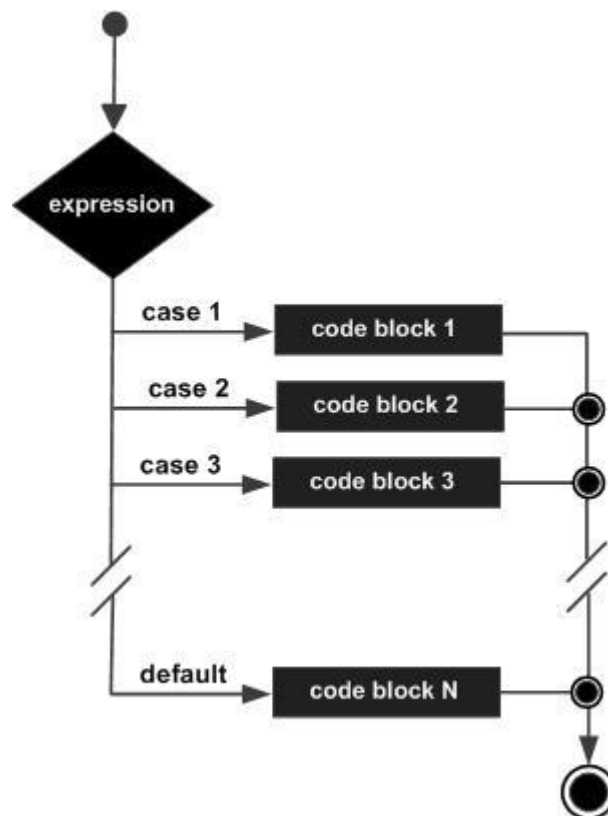 expression
case 1
code block 1
case 2
code block 2
case 3
code block 3
default
code block N